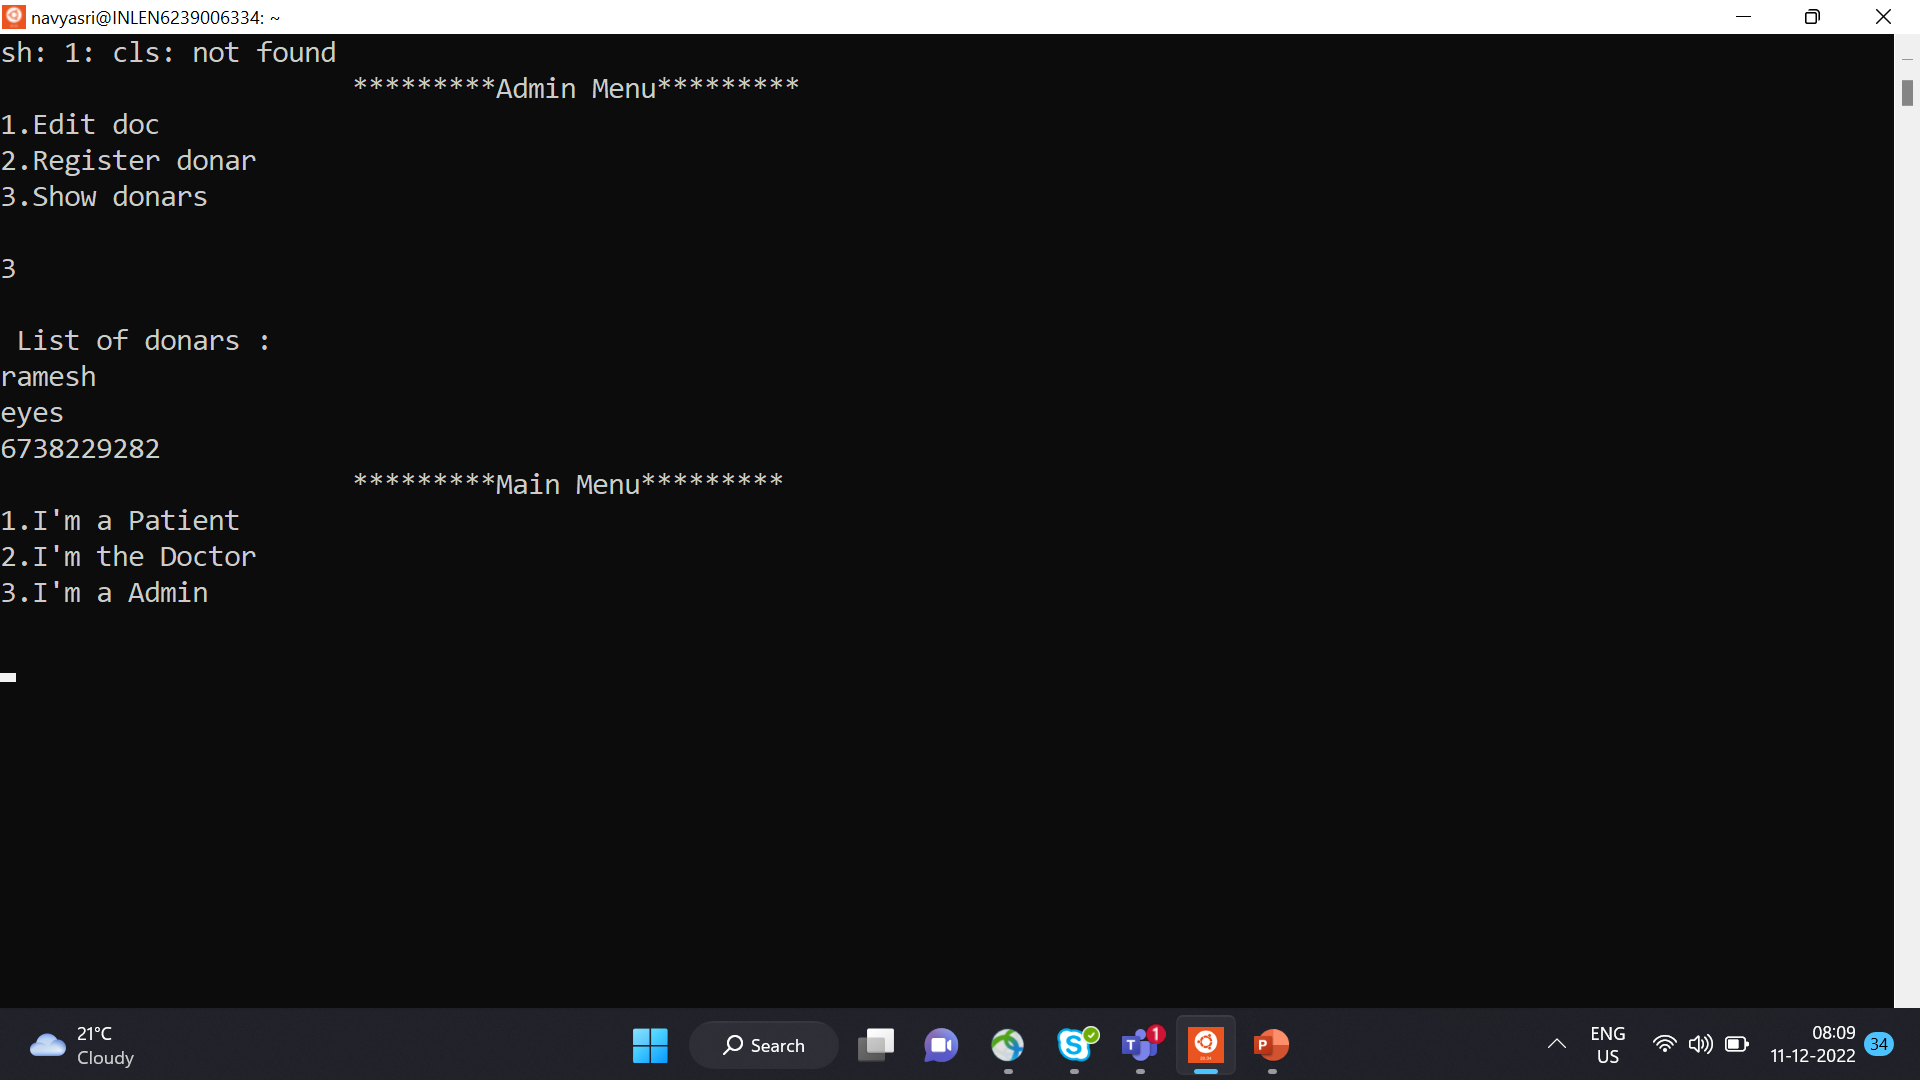 navyasri@INLEN6239006334: ~
sh: 1: cls: not found
*********Admin Menu*********
1.Edit doc
2.Register donar
3.Show donars
3
List of donars :
ramesh
eyes
6738229282
*********Main Menu*********
1.I'm a Patient
2.I'm the Doctor
3.I'm a Admin
21°C
Cloudy
Search
1
ENG
US
08:09
11-12-2022
34